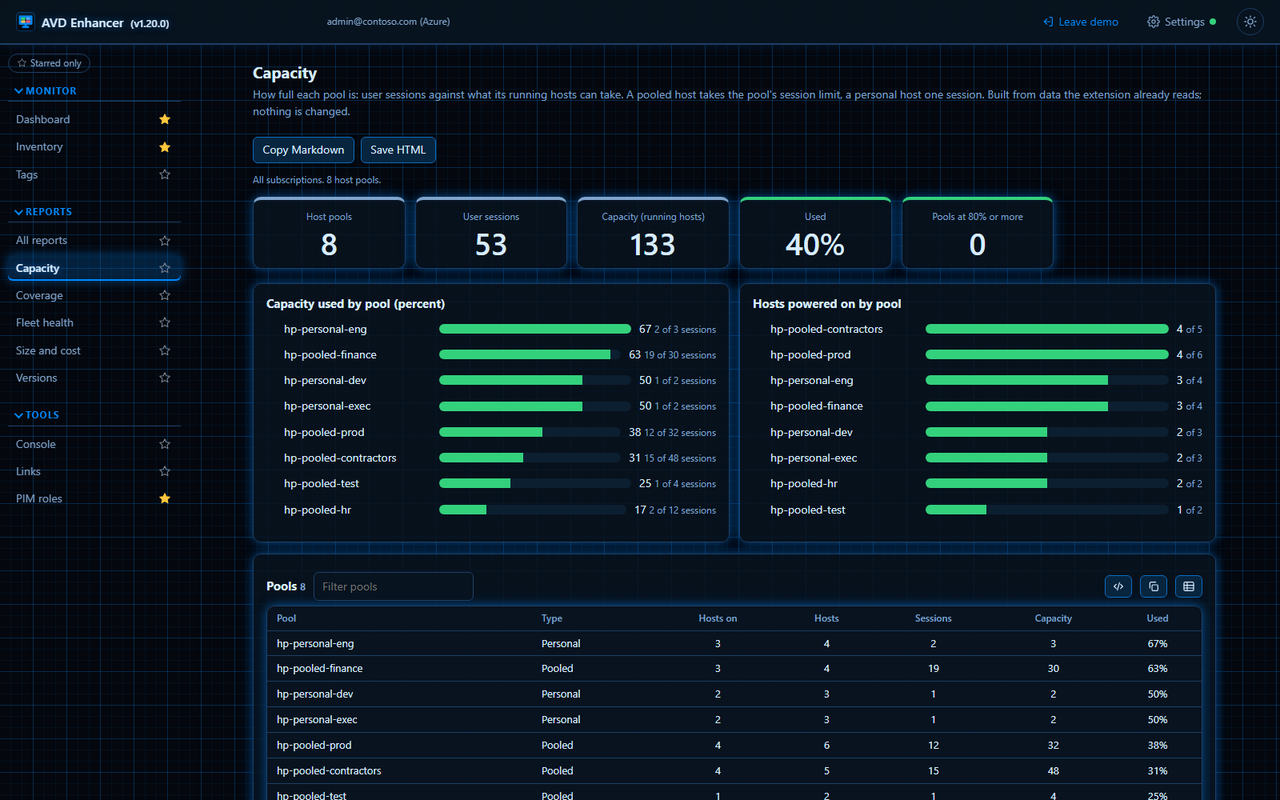 AVD Enhancer (v1.20.0)
admin@contoso.com (Azure)
Leave demo
Settings
Starred only
MONITOR
Dashboard
Inventory
Tags
REPORTS
All reports
Capacity
Coverage
Fleet health
Size and cost
Versions
TOOLS
Console
Links
PIM roles
Capacity
How full each pool is: user sessions against what its running hosts can take. A pooled host takes the pool's session limit, a personal host one session. Built from data the extension already reads;
nothing is changed.
Copy Markdown
Save HTML
All subscriptions. 8 host pools.
Host pools
8
User sessions
53
Capacity (running hosts)
133
Used
40%
Pools at 80% or more
0
Capacity used by pool (percent)
hp-personal-eng 67 2 of 3 sessions
hp-pooled-finance 63 19 of 30 sessions
hp-personal-dev 50 1 of 2 sessions
hp-personal-exec 50 1 of 2 sessions
hp-pooled-prod 38 12 of 32 sessions
hp-pooled-contractors 31 15 of 48 sessions
hp-pooled-test 25 1 of 4 sessions
hp-pooled-hr 17 2 of 12 sessions
Hosts powered on by pool
hp-pooled-contractors 4 of 5
hp-pooled-prod 4 of 6
hp-personal-eng 3 of 4
hp-pooled-finance 3 of 4
hp-personal-dev 2 of 3
hp-personal-exec 2 of 3
hp-pooled-hr 2 of 2
hp-pooled-test 1 of 2
Pools 8
Filter pools
Pool Type Hosts on Hosts Sessions Capacity Used
hp-personal-eng Personal 3 4 2 3 67%
hp-pooled-finance Pooled 3 4 19 30 63%
hp-personal-dev Personal 2 3 1 2 50%
hp-personal-exec Personal 2 3 1 2 50%
hp-pooled-prod Pooled 4 6 12 32 38%
hp-pooled-contractors Pooled 4 5 15 48 31%
hp-pooled-test Pooled 1 2 1 4 25%